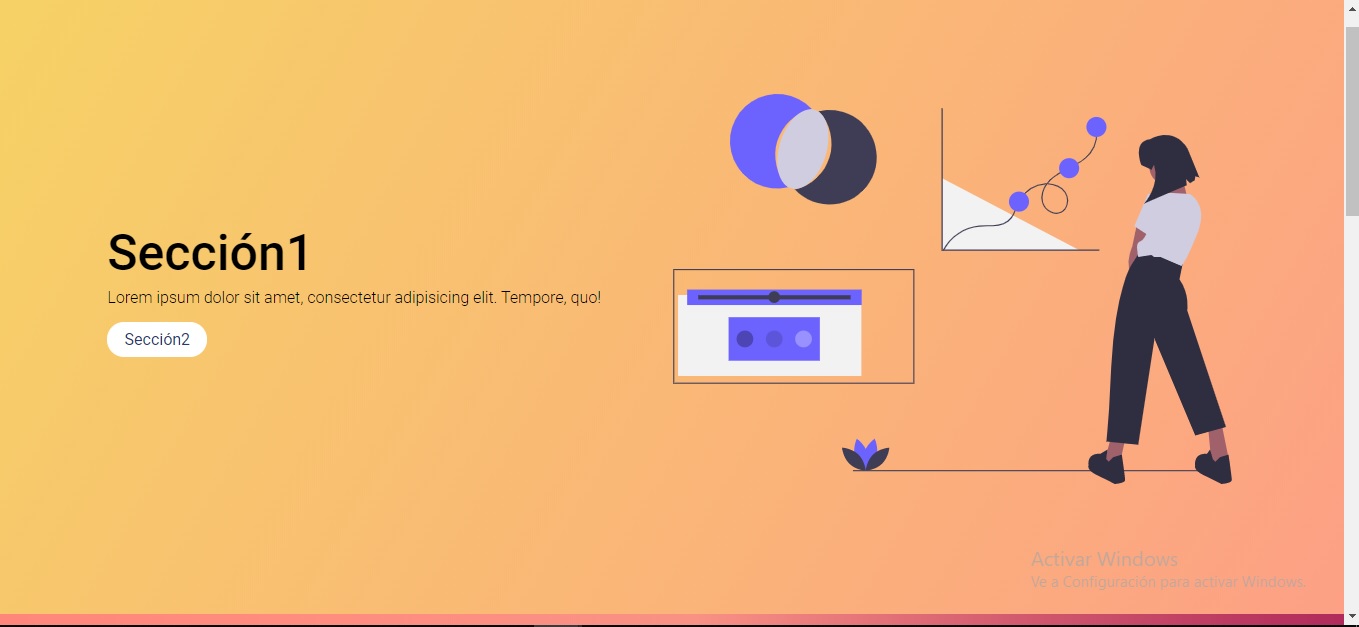 Sección1
Lorem ipsum dolor sit amet, consectetur adipisicing elit. Tempore, quo!
Sección2
Activar Windows
Ve a Configuración para activar Windows.